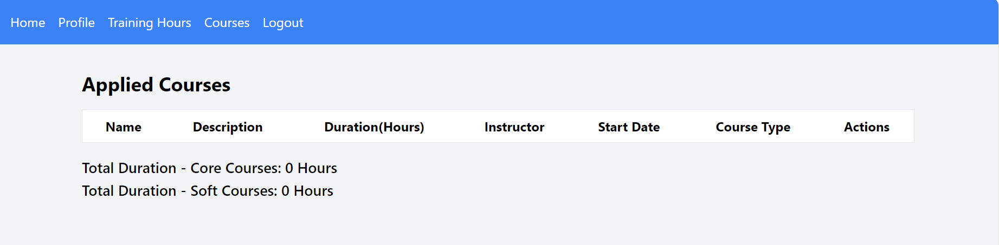 Home Profile Training Hours Courses Logout
Applied Courses
Name Description Duration(Hours) Instructor Start Date Course Type Actions
Total Duration - Core Courses: 0 Hours
Total Duration - Soft Courses: 0 Hours